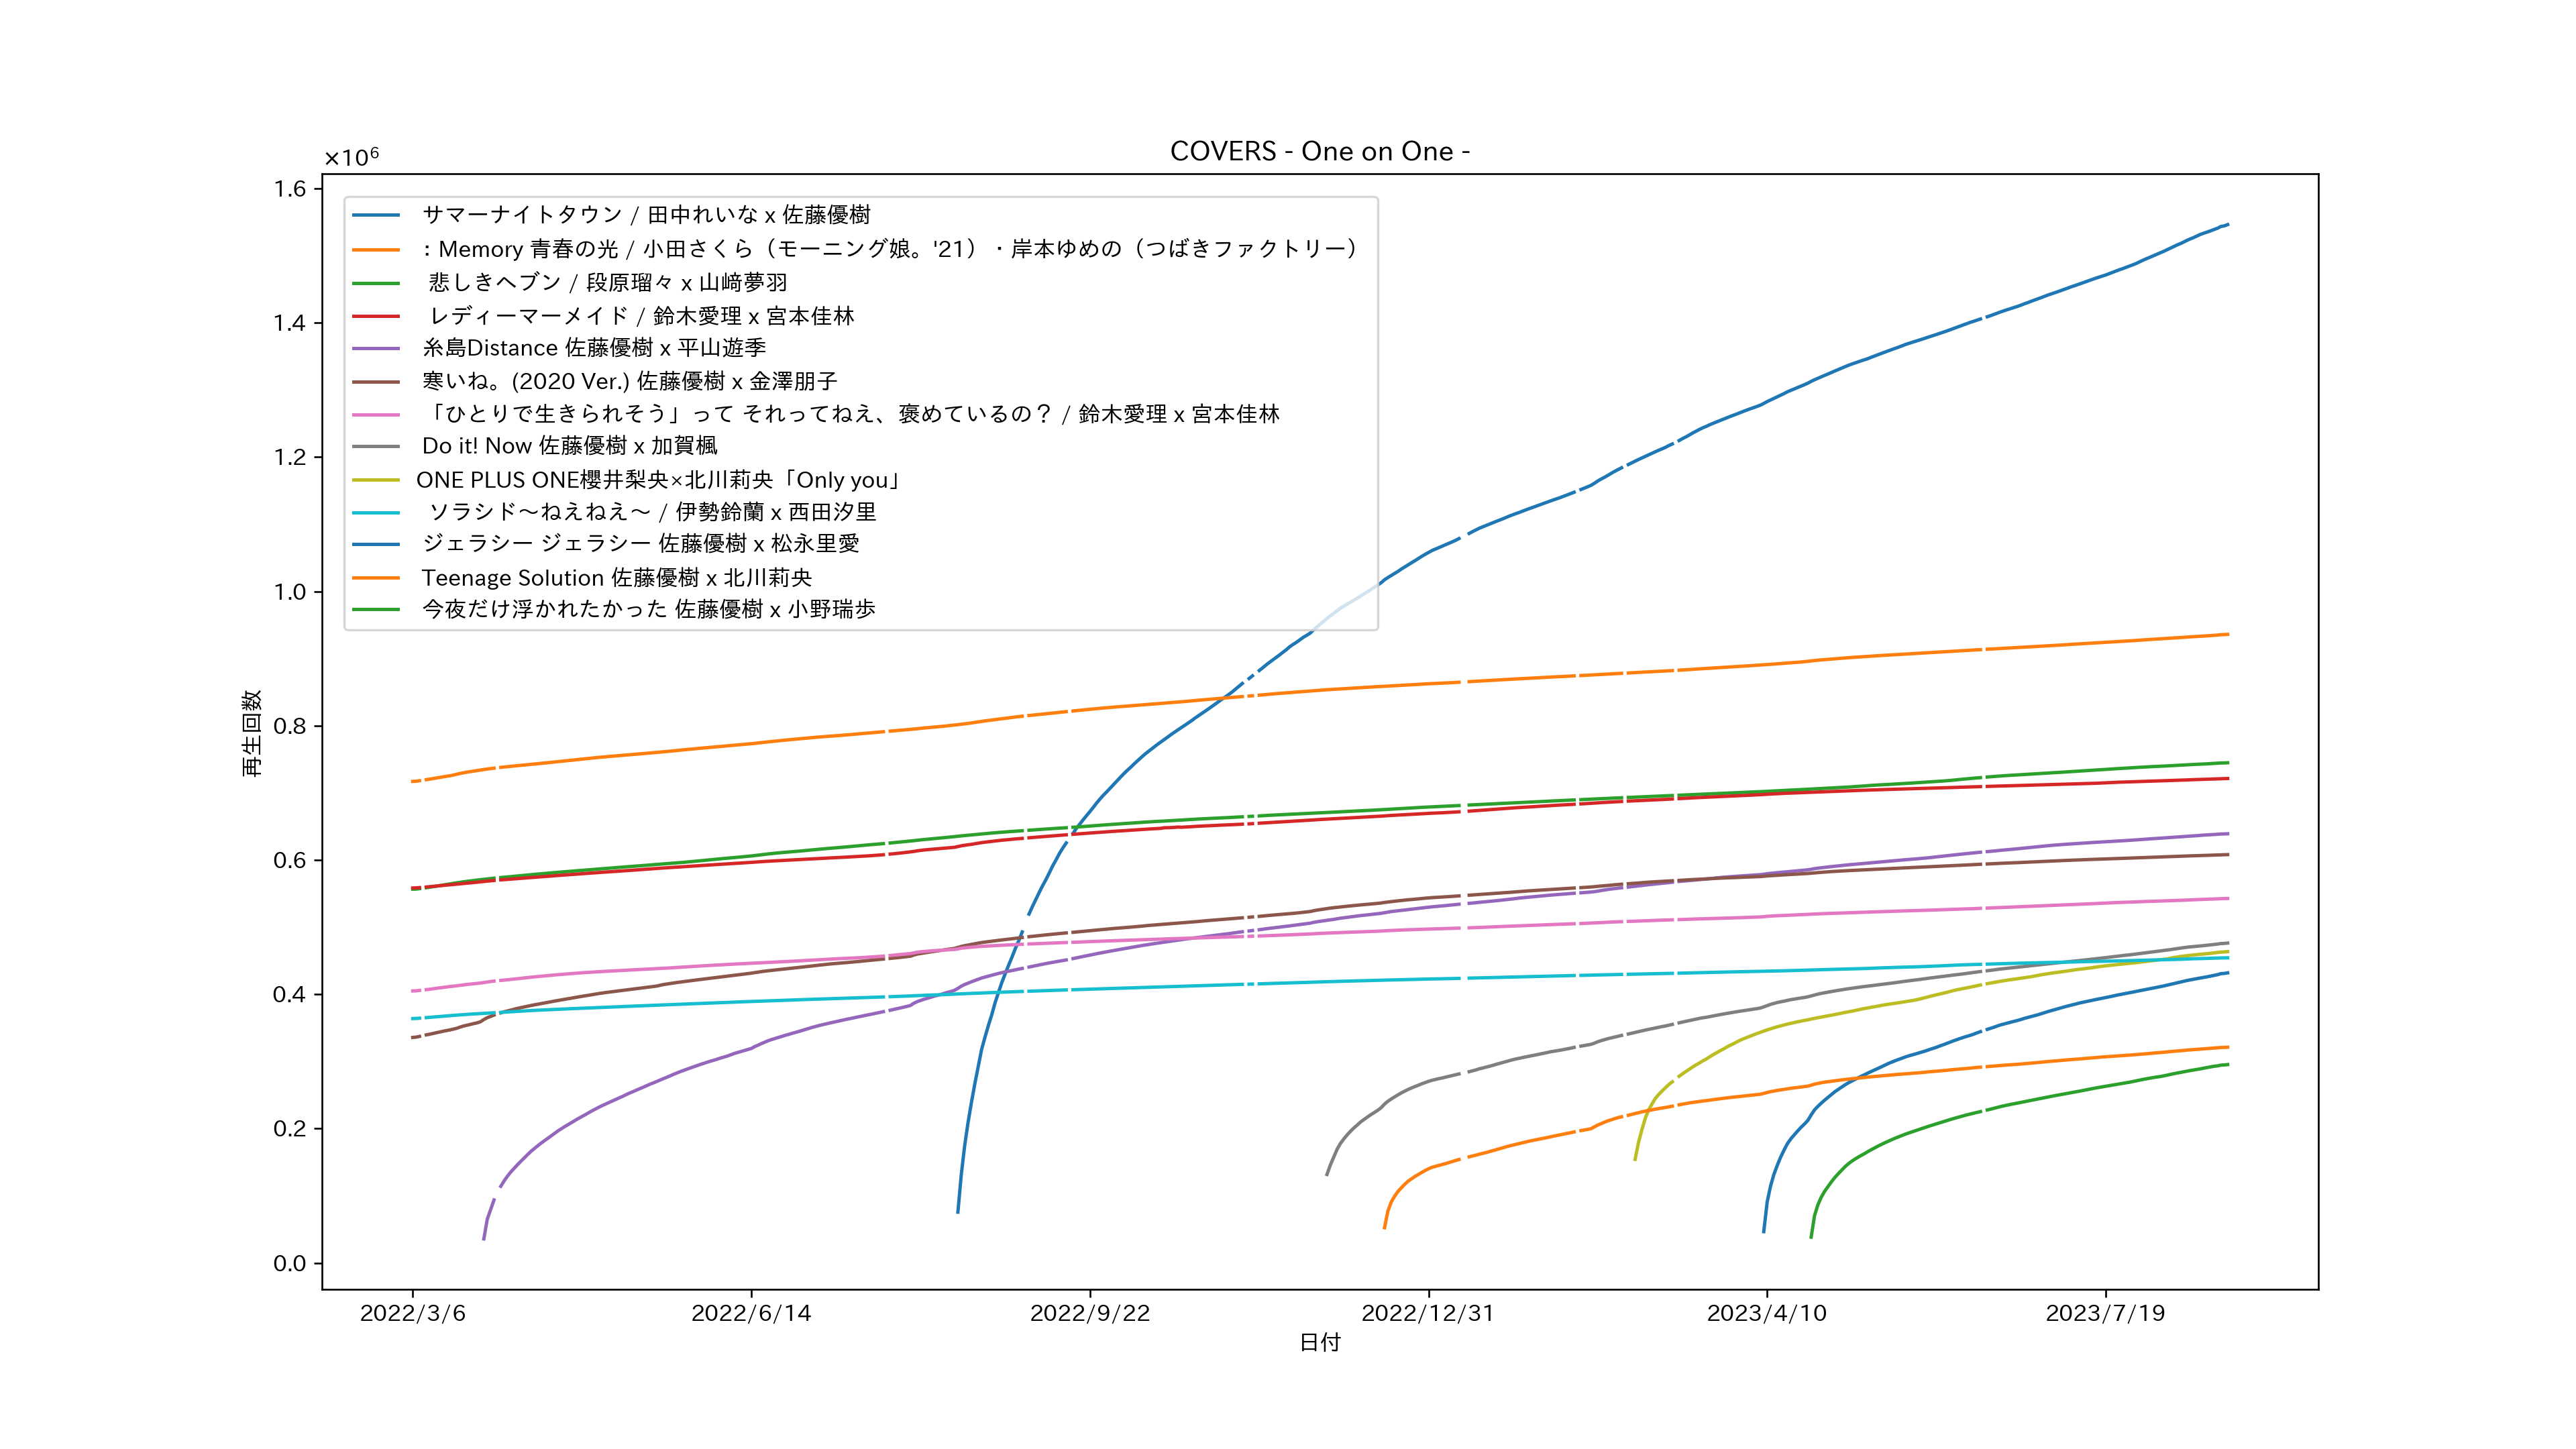 COVERS - One on One -
×10⁶
1.6
1.4
1.2
1.0
0.8
0.6
0.4
0.2
0.0
再生回数
サマーナイトタウン / 田中れいな x 佐藤優樹
: Memory 青春の光 / 小田さくら（モーニング娘。'21）・岸本ゆめの（つばきファクトリー）
悲しきヘブン / 段原瑠々 x 山﨑夢羽
レディーマーメイド / 鈴木愛理 x 宮本佳林
糸島Distance 佐藤優樹 x 平山遊季
寒いね。(2020 Ver.) 佐藤優樹 x 金澤朋子
「ひとりで生きられそう」って それってねえ、褒めているの？ / 鈴木愛理 x 宮本佳林
Do it! Now 佐藤優樹 x 加賀楓
ONE PLUS ONE櫻井梨央×北川莉央「Only you」
ソラシド～ねえねえ～ / 伊勢鈴蘭 x 西田汐里
ジェラシー ジェラシー 佐藤優樹 x 松永里愛
Teenage Solution 佐藤優樹 x 北川莉央
今夜だけ浮かれたかった 佐藤優樹 x 小野瑞歩
2022/3/6
2022/6/14
2022/9/22
2022/12/31
2023/4/10
2023/7/19
日付